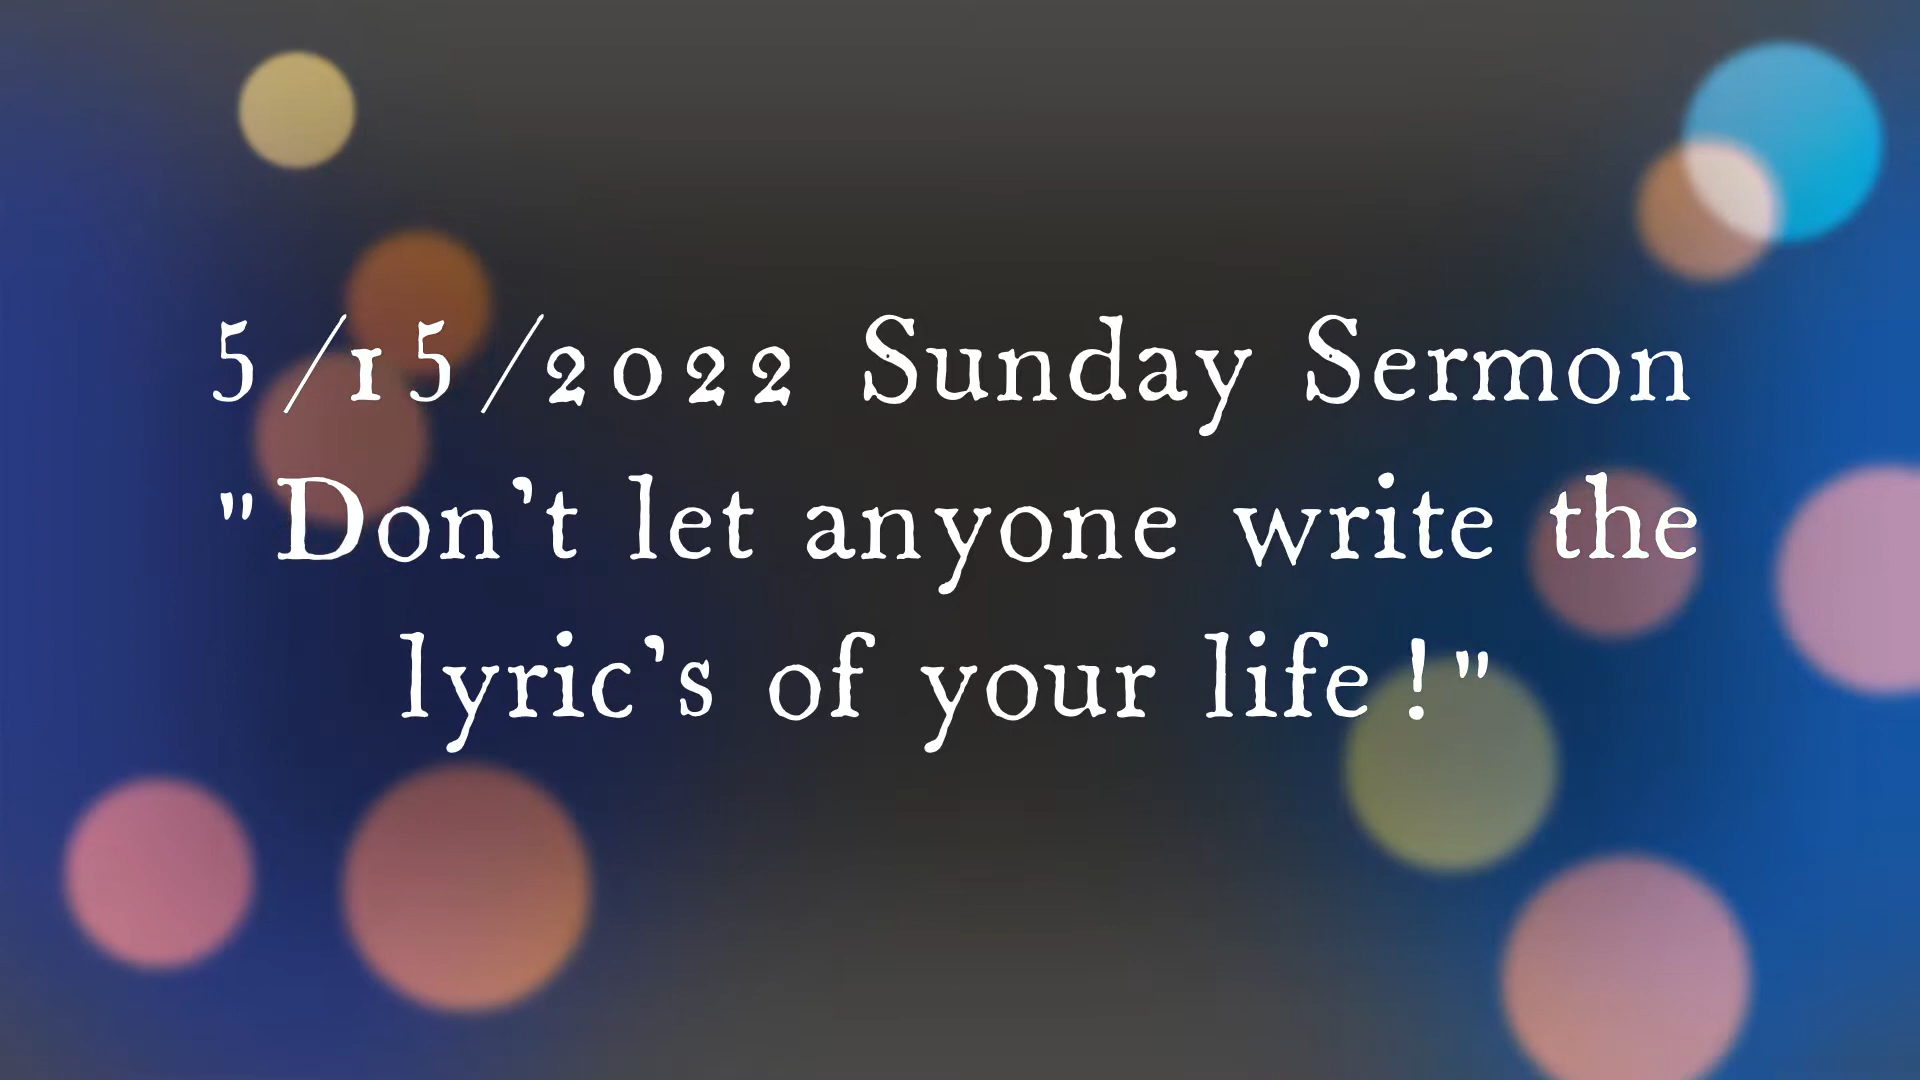 5/15/2022 Sunday Sermon
"Don't let anyone write the
lyric's of your life!"